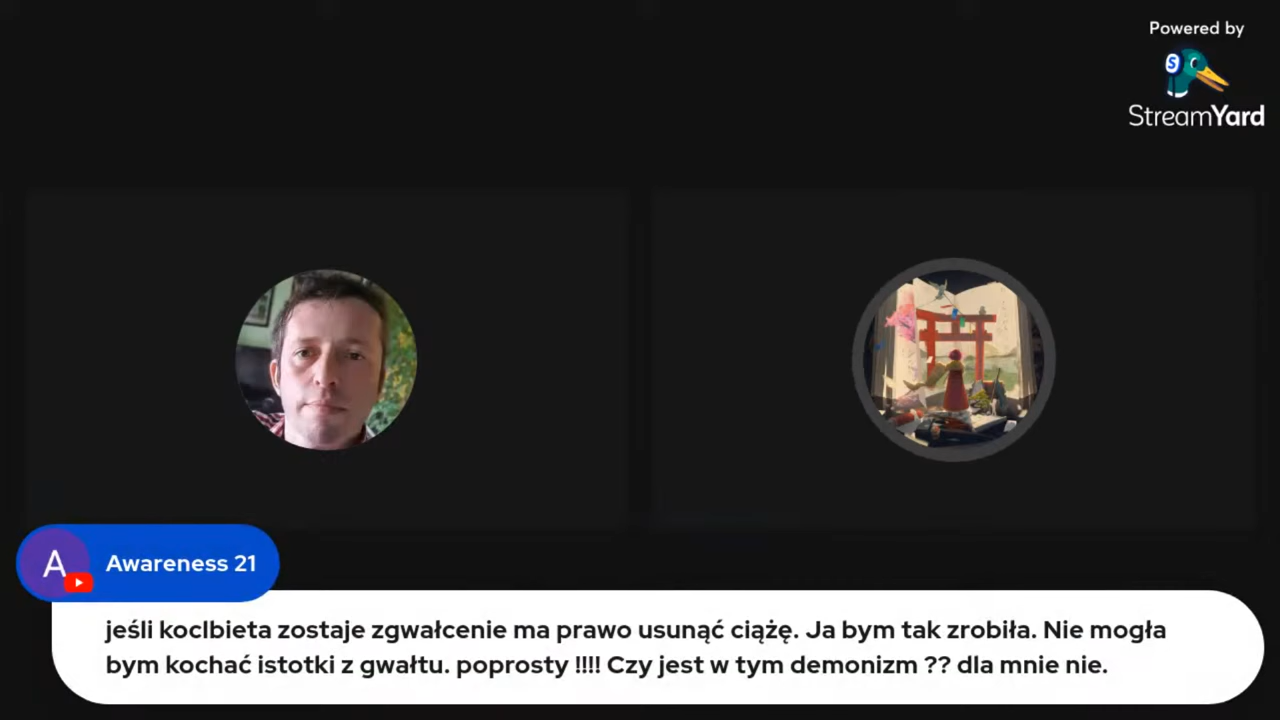 Powered by
S
StreamYard
A
Awareness 21
jeśli koclbieta zostaje zgwałcenie ma prawo usunąć ciążę. Ja bym tak zrobiła. Nie mogła
bym kochać istotki z gwałtu. poprosty !!!! Czy jest w tym demonizm ?? dla mnie nie.